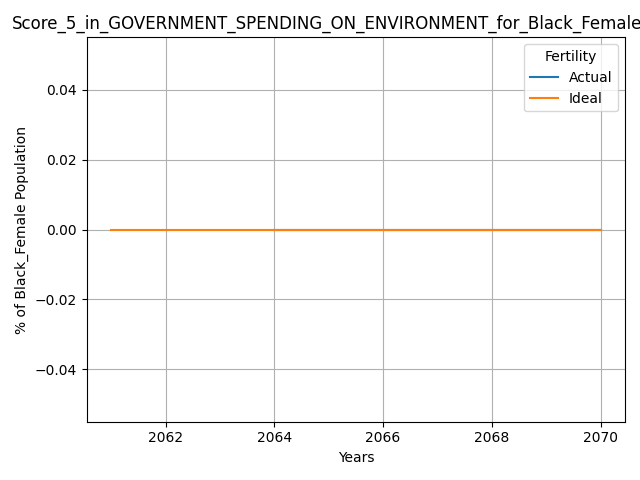 Score_5_in_GOVERNMENT_SPENDING_ON_ENVIRONMENT_for_Black_Female
Fertility
Actual
Ideal
0.04
0.02
0.00
−0.02
−0.04
% of Black_Female Population
2062 2064 2066 2068 2070
Years